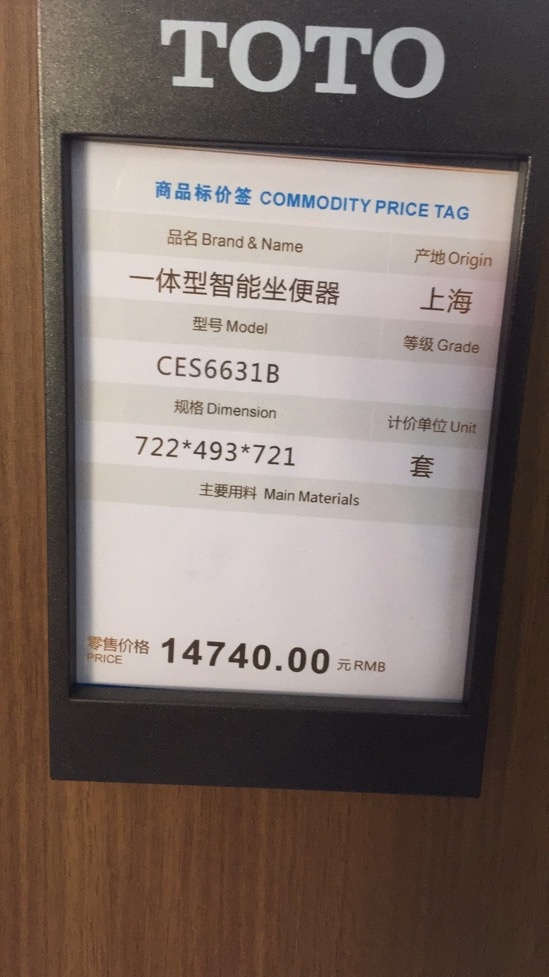 TOTO
商品标价签 COMMODITY PRICE TAG
品名 Brand & Name 产地 Origin
一体型智能坐便器 上海
型号 Model 等级 Grade
CES6631B
规格 Dimension 计价单位 Unit
722*493*721 套
主要用料 Main Materials
零售价格 PRICE 14740.00 元 RMB